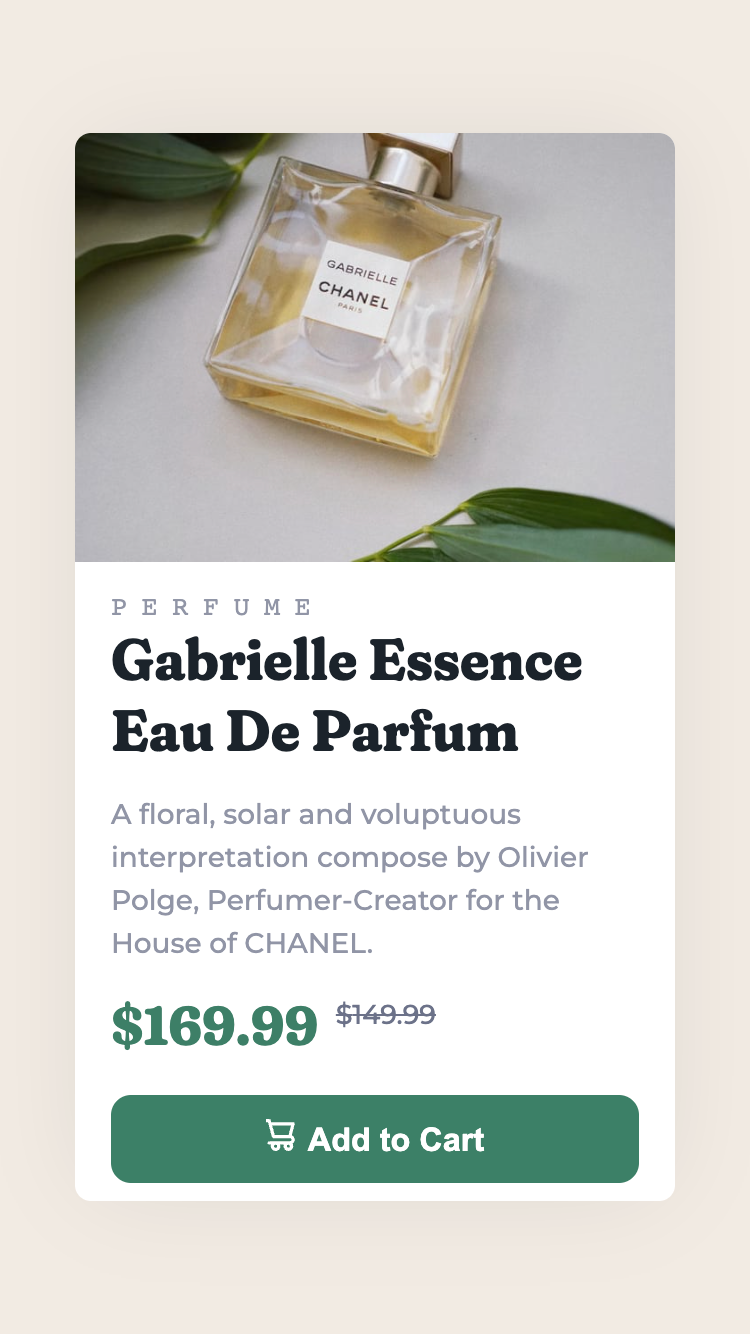 GABRIELLE
CHANEL
PARIS
PERFUME
Gabrielle Essence
Eau De Parfum
A floral, solar and voluptuous
interpretation compose by Olivier
Polge, Perfumer-Creator for the
House of CHANEL.
$169.99 $149.99
Add to Cart